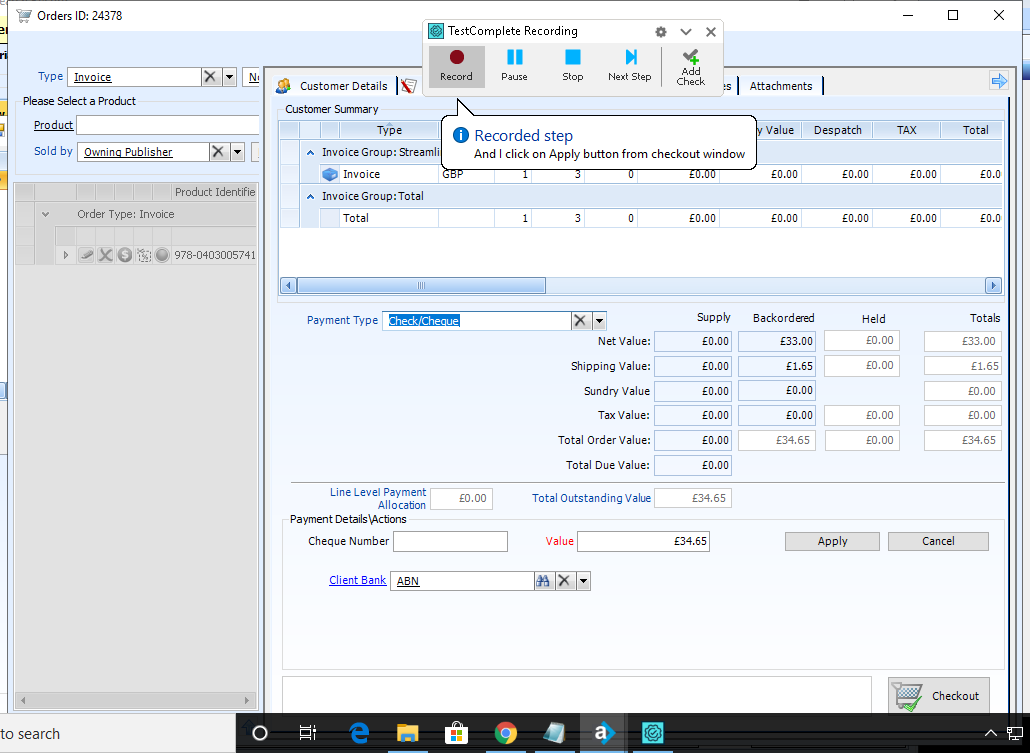 Orders ID: 24378
TestComplete Recording
Record
Pause
Stop
Next Step
Add
Check
Type
Invoice
Please Select a Product
Product
Sold by
Owning Publisher
Product Identifie
Order Type: Invoice
978-0403005741
Customer Details
Attachments
Customer Summary
Recorded step
And I click on Apply button from checkout window
Type
y Value
Despatch
TAX
Total
Invoice Group: Streamli
Invoice
GBP
1
3
0
£0.00
£0.00
£0.00
£0.00
£0.0
Invoice Group: Total
Total
1
3
0
£0.00
£0.00
£0.00
£0.00
£0.0
Payment Type
Check/Cheque
Supply
Backordered
Held
Totals
Net Value:
£0.00
£33.00
£0.00
£33.00
Shipping Value:
£0.00
£1.65
£0.00
£1.65
Sundry Value
£0.00
£0.00
£0.00
Tax Value:
£0.00
£0.00
£0.00
£0.00
Total Order Value:
£0.00
£34.65
£0.00
£34.65
Total Due Value:
£0.00
Line Level Payment
Allocation
£0.00
Total Outstanding Value
£34.65
Payment Details\Actions
Cheque Number
Value
£34.65
Apply
Cancel
Client Bank
ABN
Checkout
to search